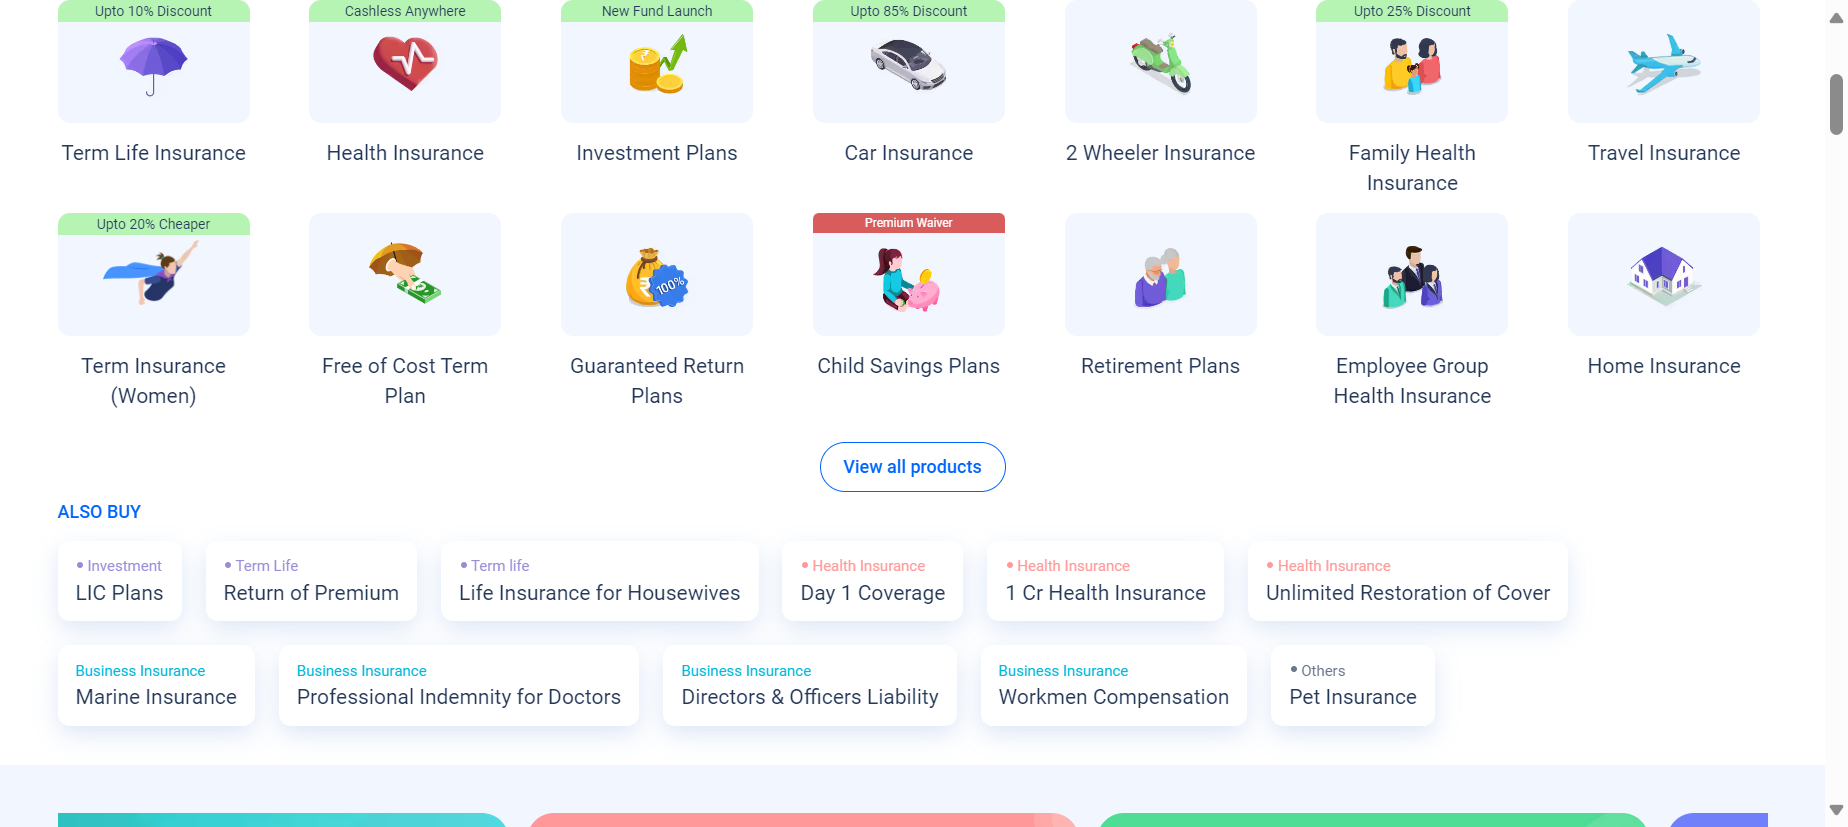 Upto 10% Discount
Cashless Anywhere
New Fund Launch
Upto 85% Discount
Upto 25% Discount
Term Life Insurance
Health Insurance
Investment Plans
Car Insurance
2 Wheeler Insurance
Family Health
Insurance
Travel Insurance
Upto 20% Cheaper
Premium Waiver
100%
Term Insurance
(Women)
Free of Cost Term
Plan
Guaranteed Return
Plans
Child Savings Plans
Retirement Plans
Employee Group
Health Insurance
Home Insurance
View all products
ALSO BUY
Investment
LIC Plans
Term Life
Return of Premium
Term life
Life Insurance for Housewives
Health Insurance
Day 1 Coverage
Health Insurance
1 Cr Health Insurance
Health Insurance
Unlimited Restoration of Cover
Business Insurance
Marine Insurance
Business Insurance
Professional Indemnity for Doctors
Business Insurance
Directors & Officers Liability
Business Insurance
Workmen Compensation
Others
Pet Insurance